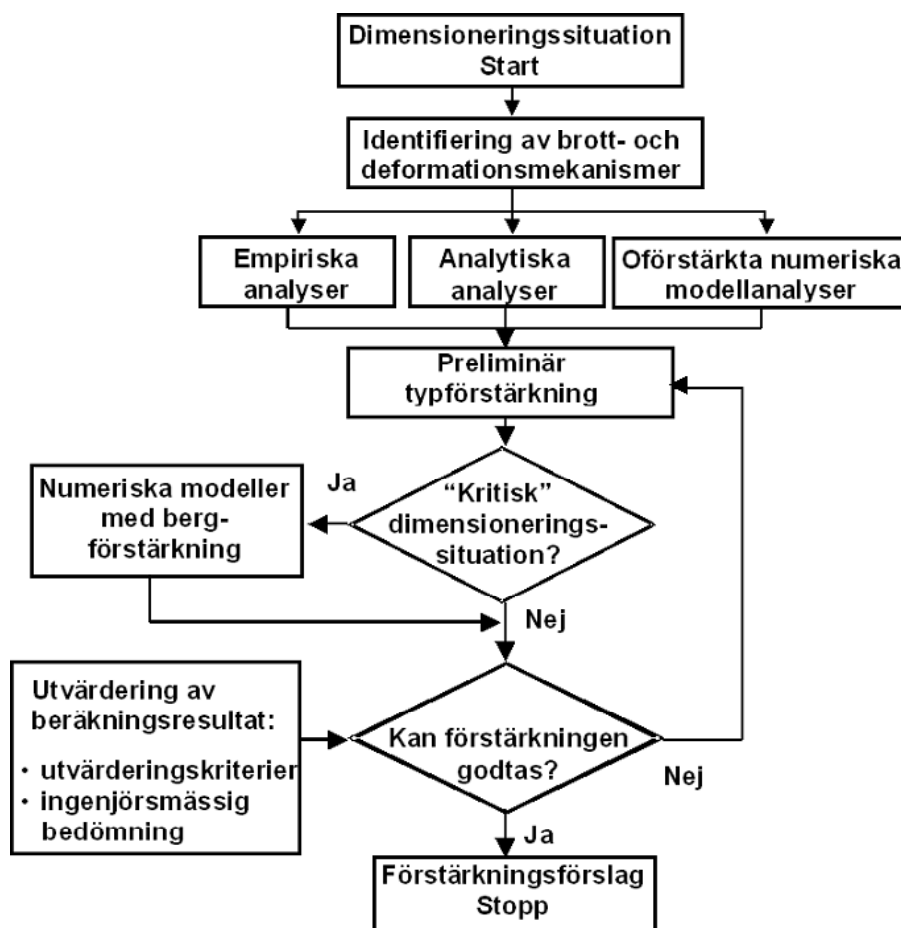 Dimensioneringssituation
Start
Identifiering av brott- och
deformationsmekanismer
Empiriska
analyser
Analytiska
analyser
Oförstärkta numeriska
modellanalyser
Preliminär
typförstärkning
"Kritisk"
dimensionerings-
situation?
Ja
Numeriska modeller
med berg-
förstärkning
Nej
Utvärdering av
beräkningsresultat:
· utvärderingskriterier
· ingenjörsmässig
bedömning
Kan förstärkningen
godtas?
Nej
Ja
Förstärkningsförslag
Stopp